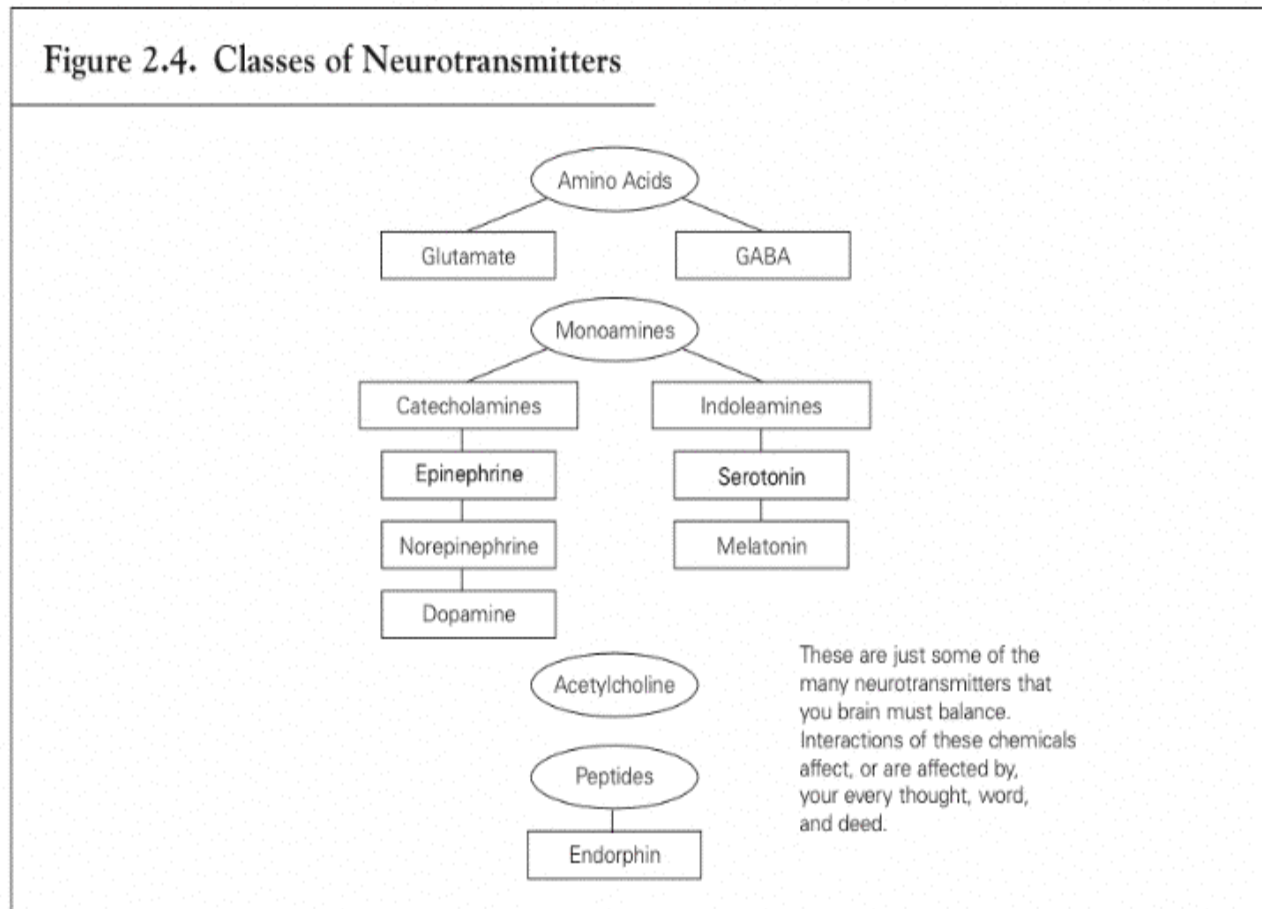 Figure 2.4. Classes of Neurotransmitters
Amino Acids
Glutamate
GABA
Monoamines
Catecholamines
Indoleamines
Epinephrine
Serotonin
Norepinephrine
Melatonin
Dopamine
Acetylcholine
Peptides
Endorphin
These are just some of the
many neurotransmitters that
you brain must balance.
Interactions of these chemicals
affect, or are affected by,
your every thought, word,
and deed.